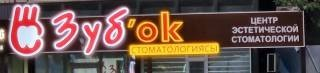 Зуб'ok
СТОМАТОЛОГИЯСЫ
ЦЕНТР
ЭСТЕТИЧЕСКОЙ
СТОМАТОЛОГИИ